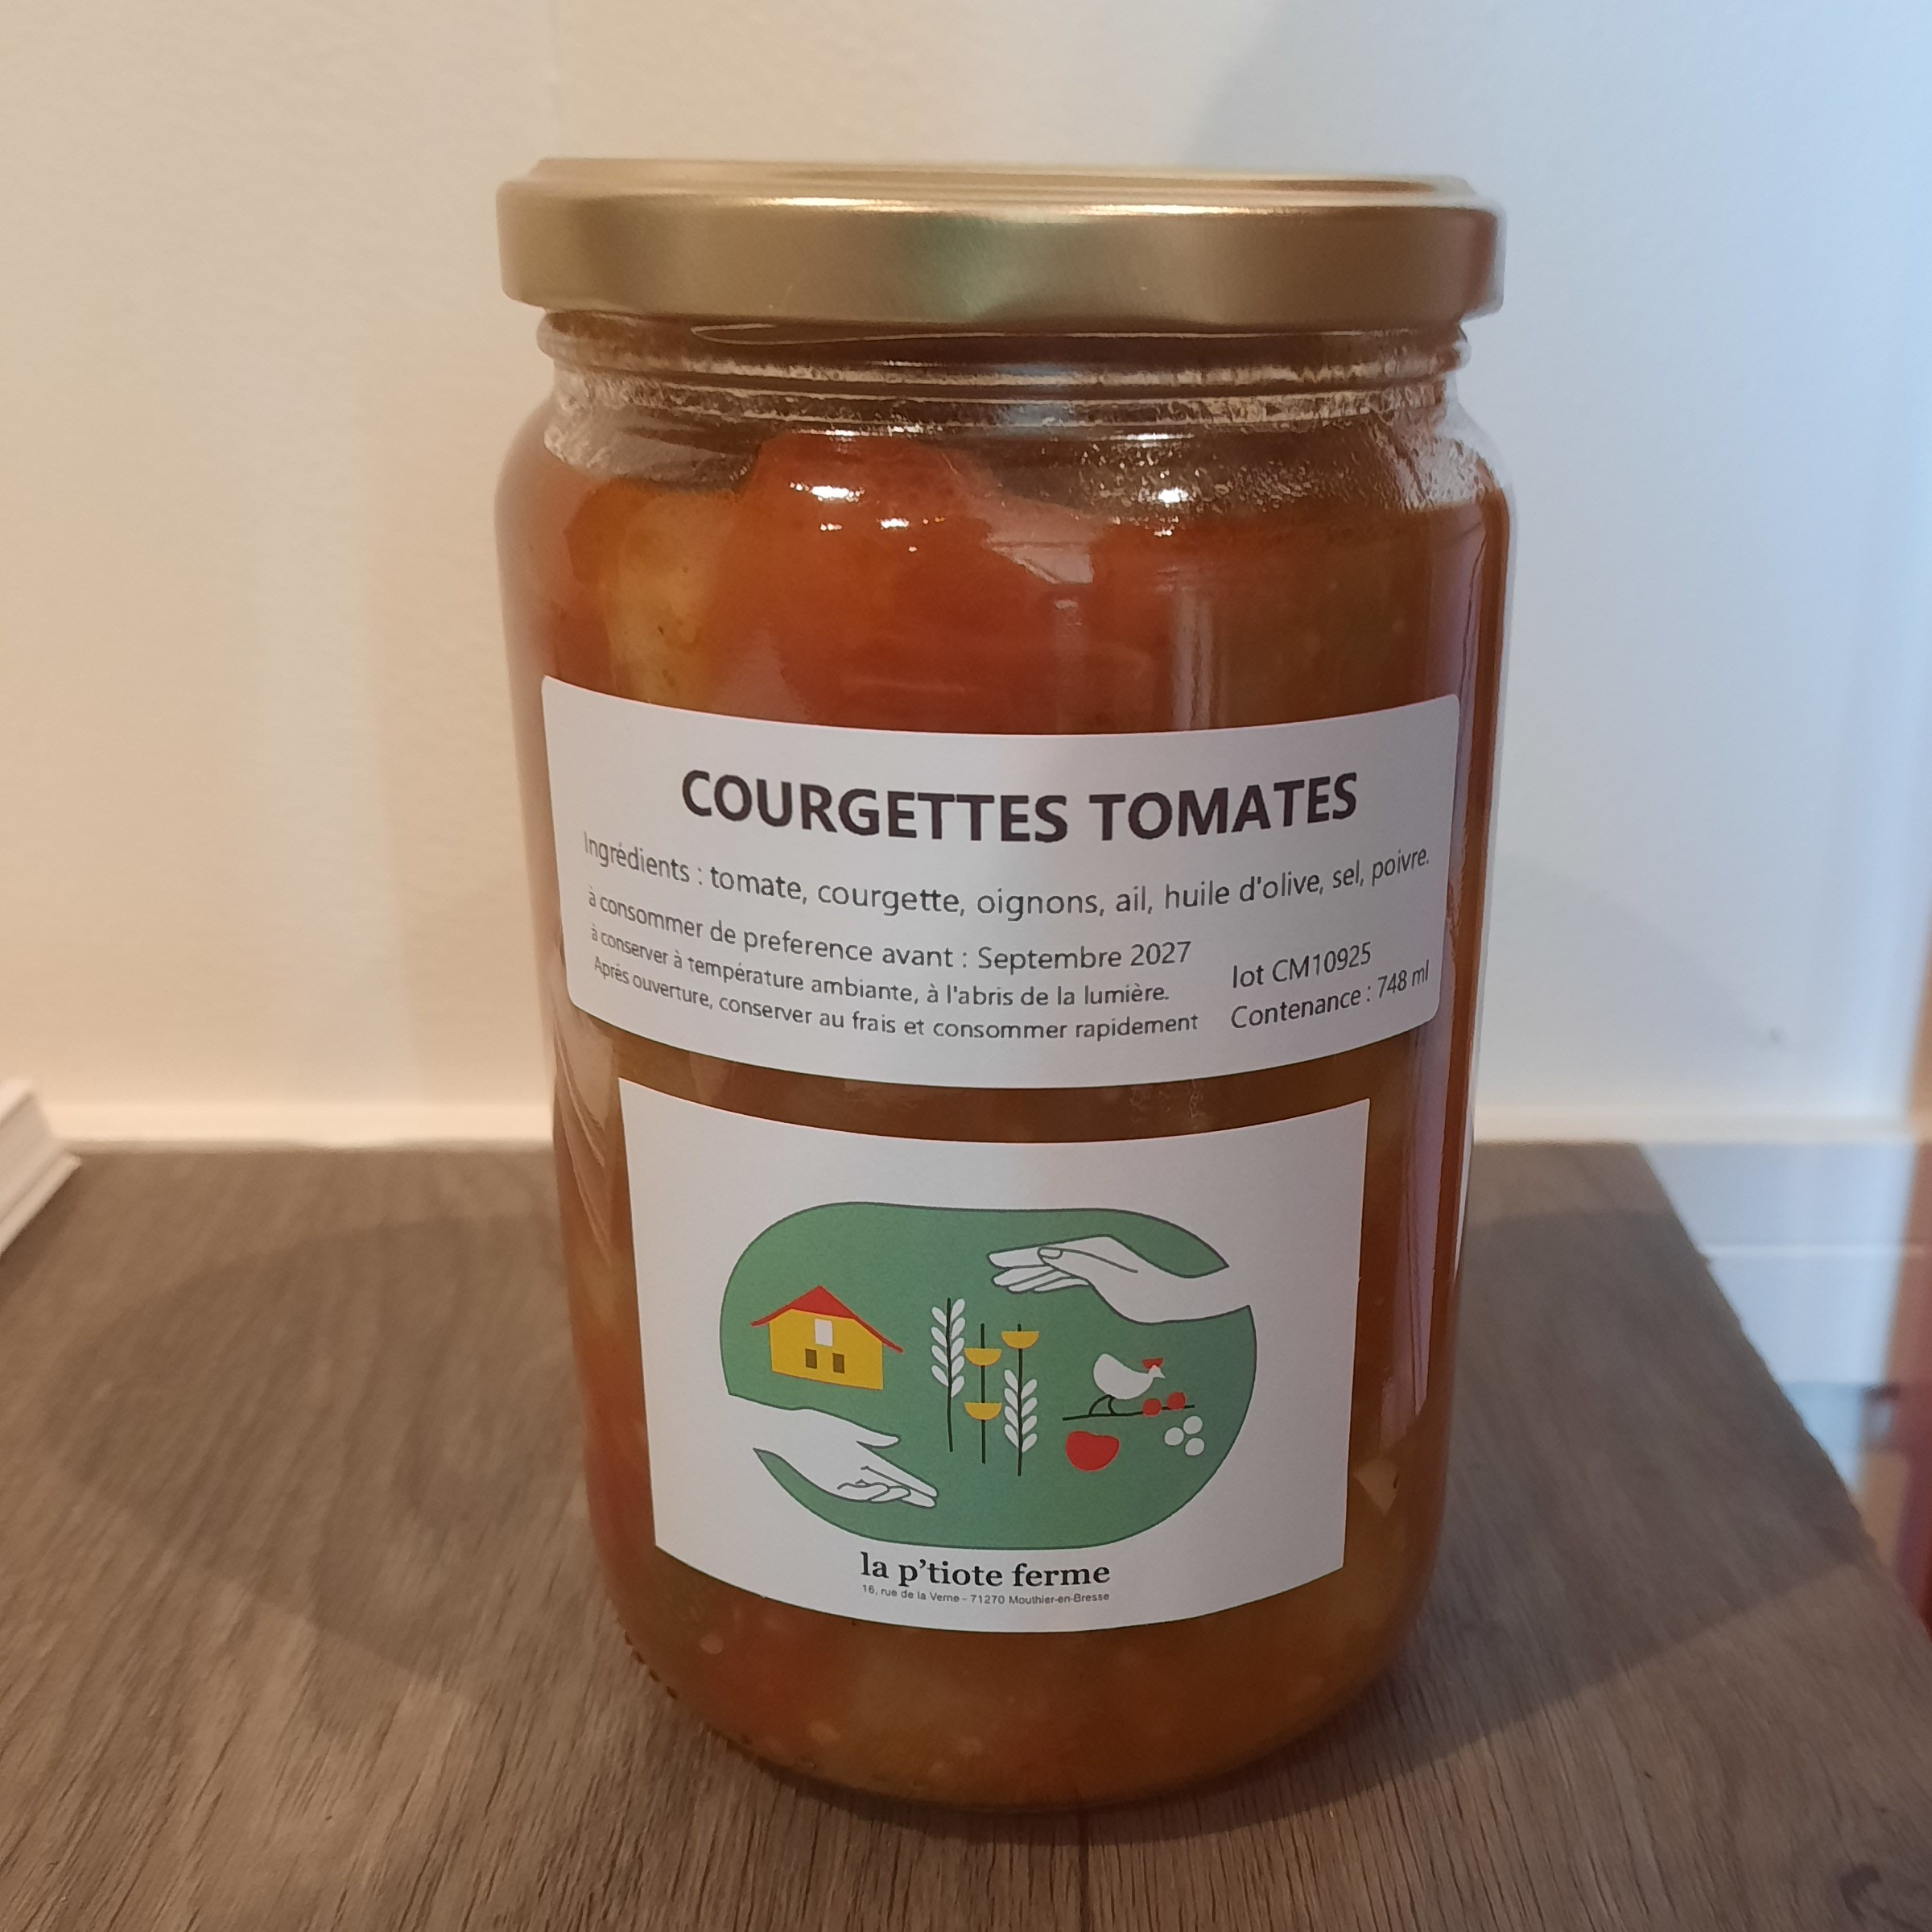 COURGETTES TOMATES
Ingrédients : tomate, courgette, oignons, ail, huile d'olive, sel, poivre.
à consommer de preference avant : Septembre 2027
à conserver à température ambiante, à l'abris de la lumière.
Après ouverture, conserver au frais et consommer rapidement
lot CM10925
Contenance : 748 ml
la p'tiote ferme
16, rue de la Verne - 71270 Mouthier-en-Bresse